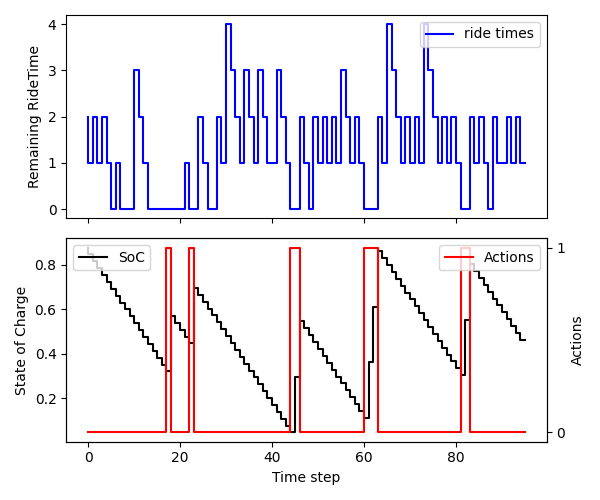 4
3
2
1
0
Remaining RideTime
ride times
0.8
0.6
0.4
0.2
State of Charge
SoC
Actions
1
0
Actions
0
20
40
60
80
Time step